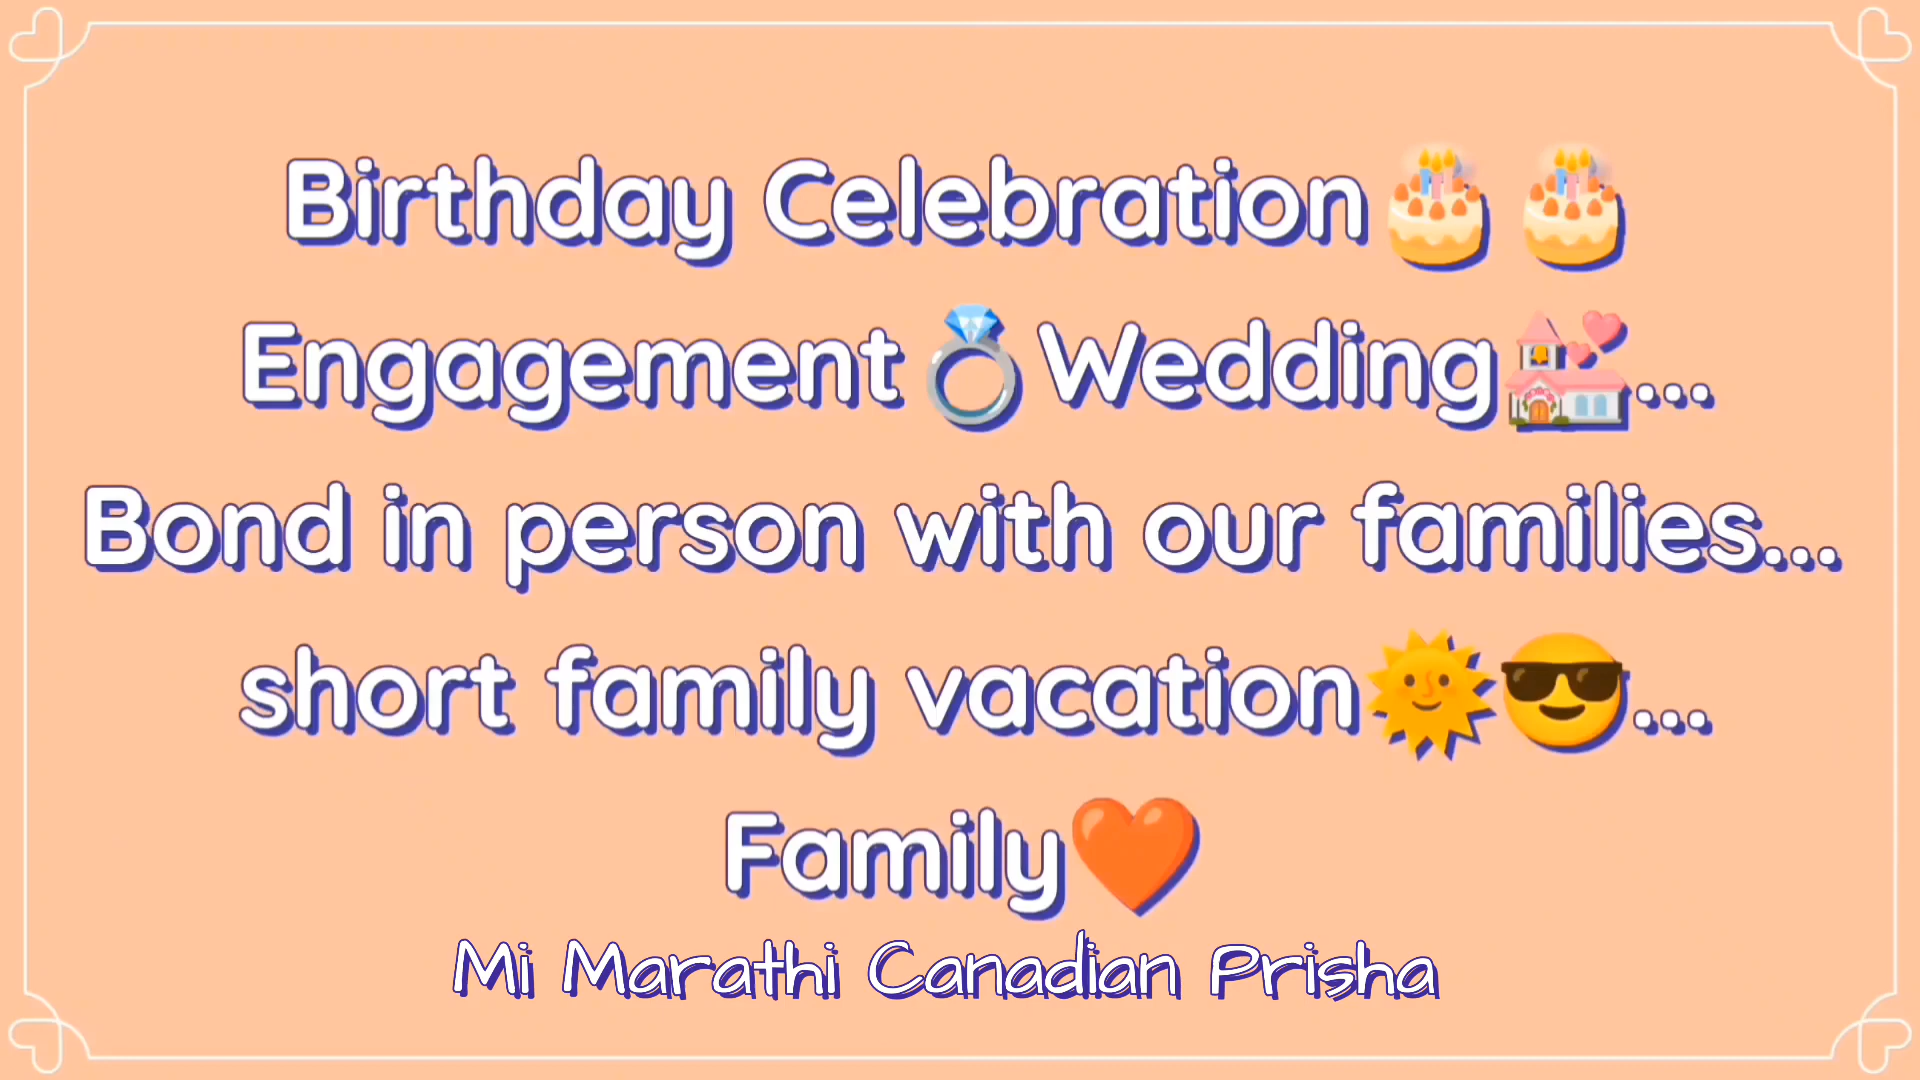 Birthday Celebration🎂🎂
Engagement💍Wedding💒...
Bond in person with our families...
short family vacation🌞😎...
Family❤️
Mi Marathi Canadian Prisha